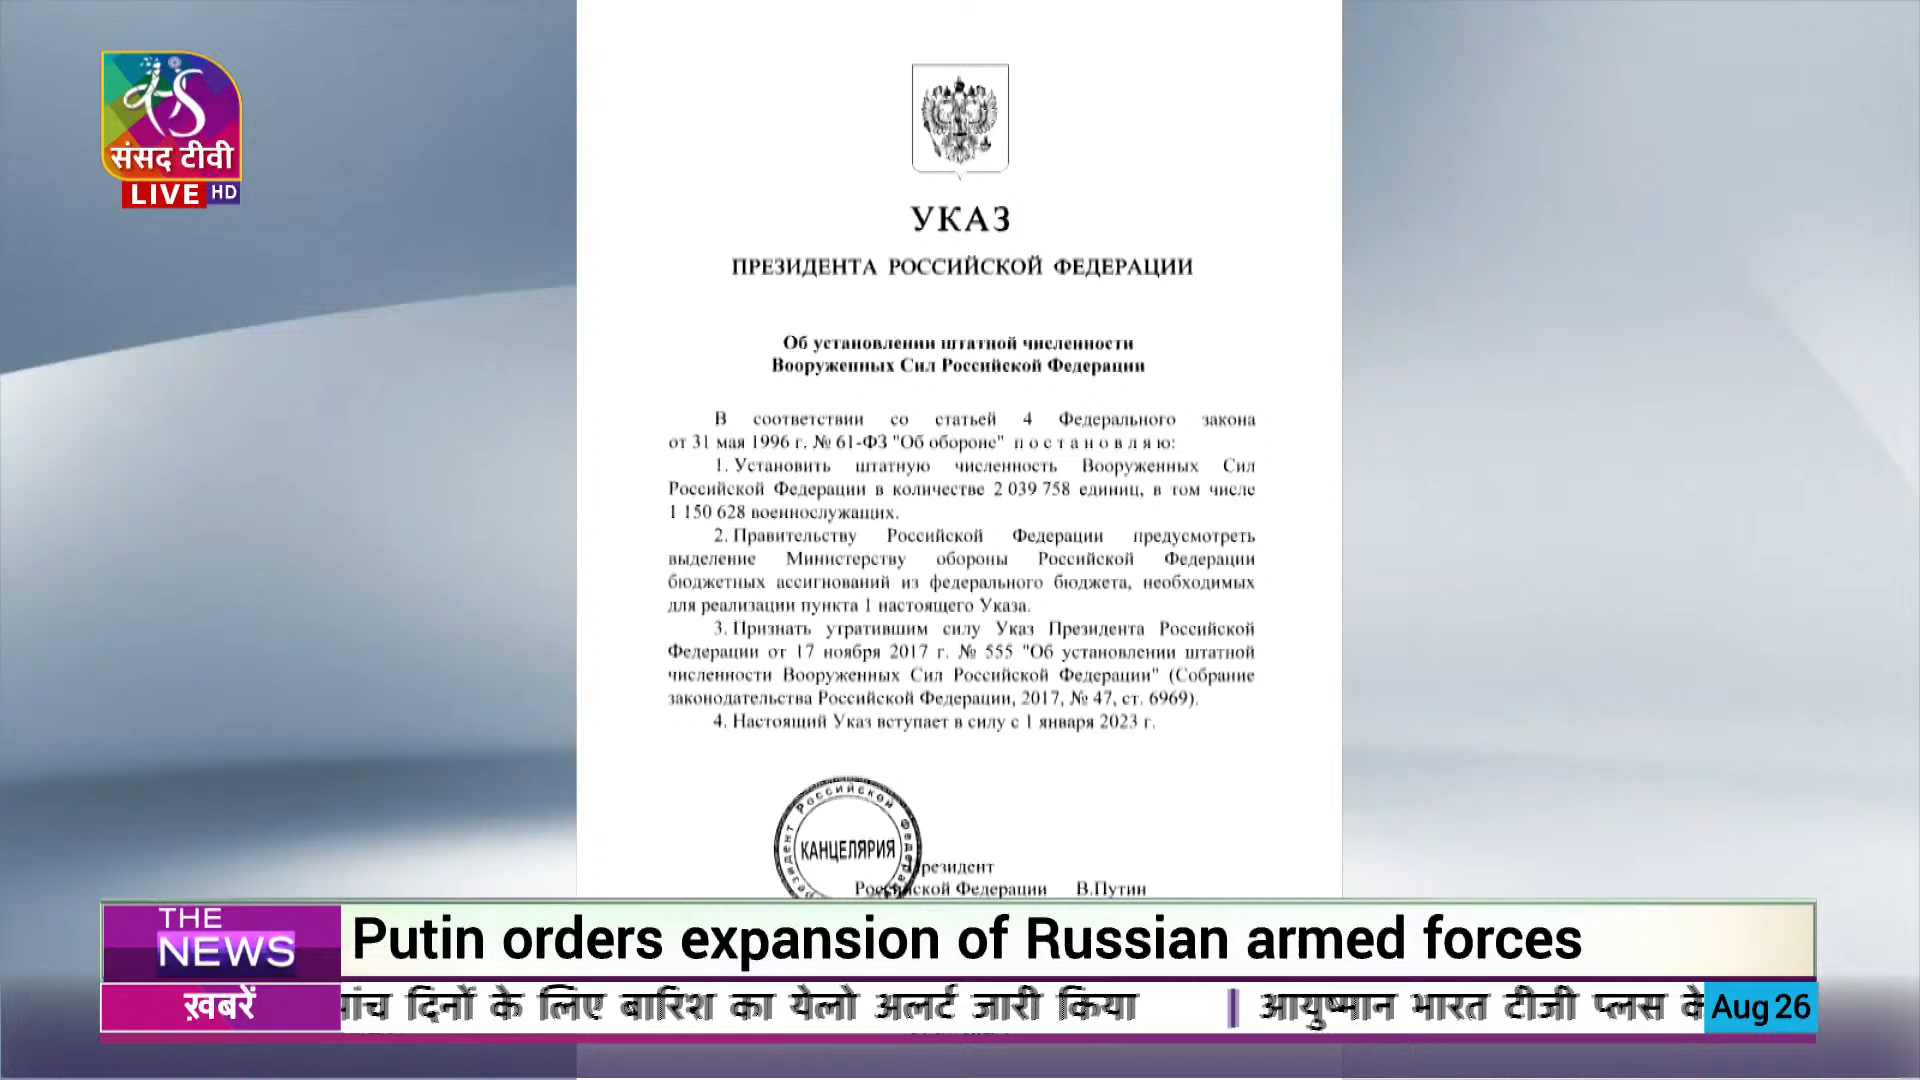 संसद टीवी
LIVE HD
УКАЗ
ПРЕЗИДЕНТА РОССИЙСКОЙ ФЕДЕРАЦИИ
Об установлении штатной численности
Вооруженных Сил Российской Федерации
В соответствии со статьей 4 Федерального закона
от 31 мая 1996 г. № 61-ФЗ "Об обороне" п о с т а н о в л я ю:
1. Установить штатную численность Вооруженных Сил
Российской Федерации в количестве 2 039 758 единиц, в том числе
1 150 628 военнослужащих.
2. Правительству Российской Федерации предусмотреть
выделение Министерству обороны Российской Федерации
бюджетных ассигнований из федерального бюджета, необходимых
для реализации пункта 1 настоящего Указа.
3. Признать утратившим силу Указ Президента Российской
Федерации от 17 ноября 2017 г. № 555 "Об установлении штатной
численности Вооруженных Сил Российской Федерации" (Собрание
законодательства Российской Федерации, 2017, № 47, ст. 6969).
4. Настоящий Указ вступает в силу с 1 января 2023 г.
Президент Российской Федерации
КАНЦЕЛЯРИЯ
резидент
Российской Федерации В.Путин
THE NEWS
Putin orders expansion of Russian armed forces
ख़बरें
दिनों के लिए बारिश का येलो अलर्ट जारी किया | आयुष्मान भारत टीजी प्लस के
Aug 26